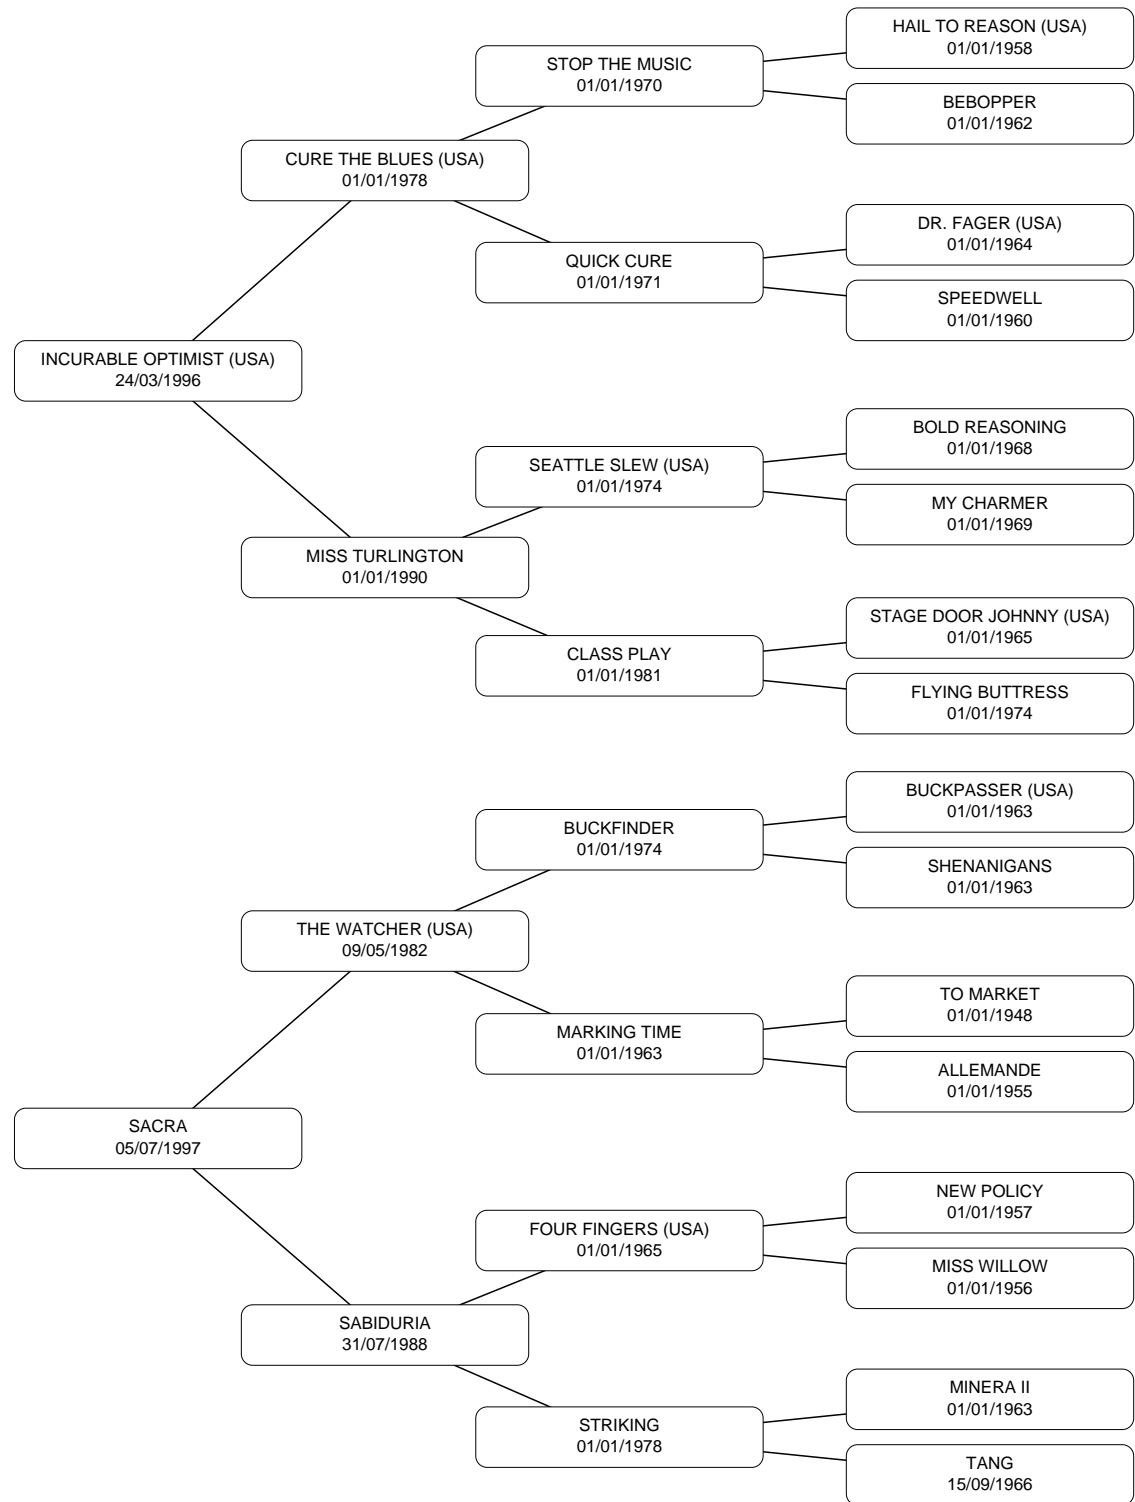 HAIL TO REASON (USA)
01/01/1958
STOP THE MUSIC
01/01/1970
BEBOPPER
01/01/1962
CURE THE BLUES (USA)
01/01/1978
DR. FAGER (USA)
01/01/1964
QUICK CURE
01/01/1971
SPEEDWELL
01/01/1960
INCURABLE OPTIMIST (USA)
24/03/1996
BOLD REASONING
01/01/1968
SEATTLE SLEW (USA)
01/01/1974
MY CHARMER
01/01/1969
MISS TURLINGTON
01/01/1990
STAGE DOOR JOHNNY (USA)
01/01/1965
CLASS PLAY
01/01/1981
FLYING BUTTRESS
01/01/1974
BUCKPASSER (USA)
01/01/1963
BUCKFINDER
01/01/1974
SHENANIGANS
01/01/1963
THE WATCHER (USA)
09/05/1982
TO MARKET
01/01/1948
MARKING TIME
01/01/1963
ALLEMANDE
01/01/1955
SACRA
05/07/1997
NEW POLICY
01/01/1957
FOUR FINGERS (USA)
01/01/1965
MISS WILLOW
01/01/1956
SABIDURIA
31/07/1988
MINERA II
01/01/1963
STRIKING
01/01/1978
TANG
15/09/1966